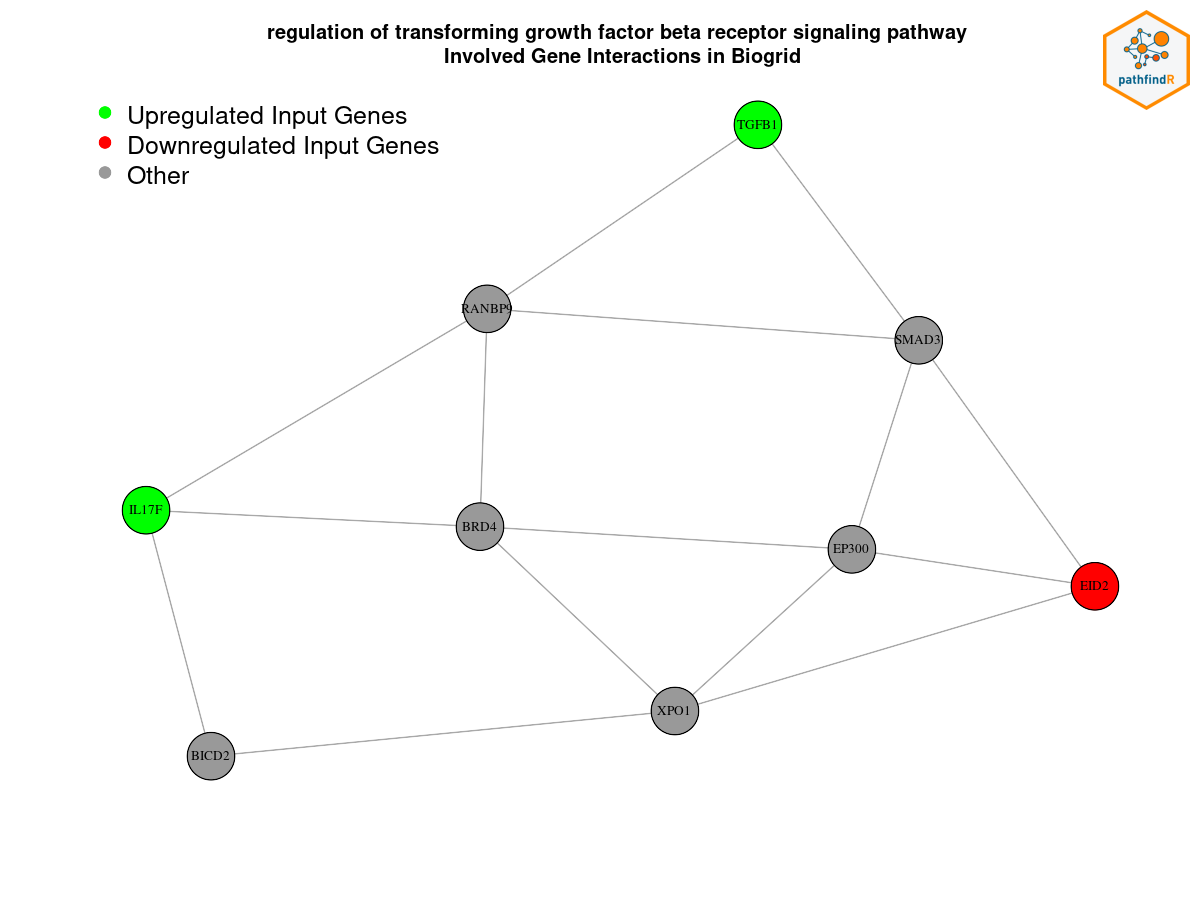 regulation of transforming growth factor beta receptor signaling pathway
Involved Gene Interactions in Biogrid
pathfindR
Upregulated Input Genes
Downregulated Input Genes
Other
TGFB1
RANBP9
SMAD3
IL17F
BRD4
EP300
EID2
XPO1
BICD2